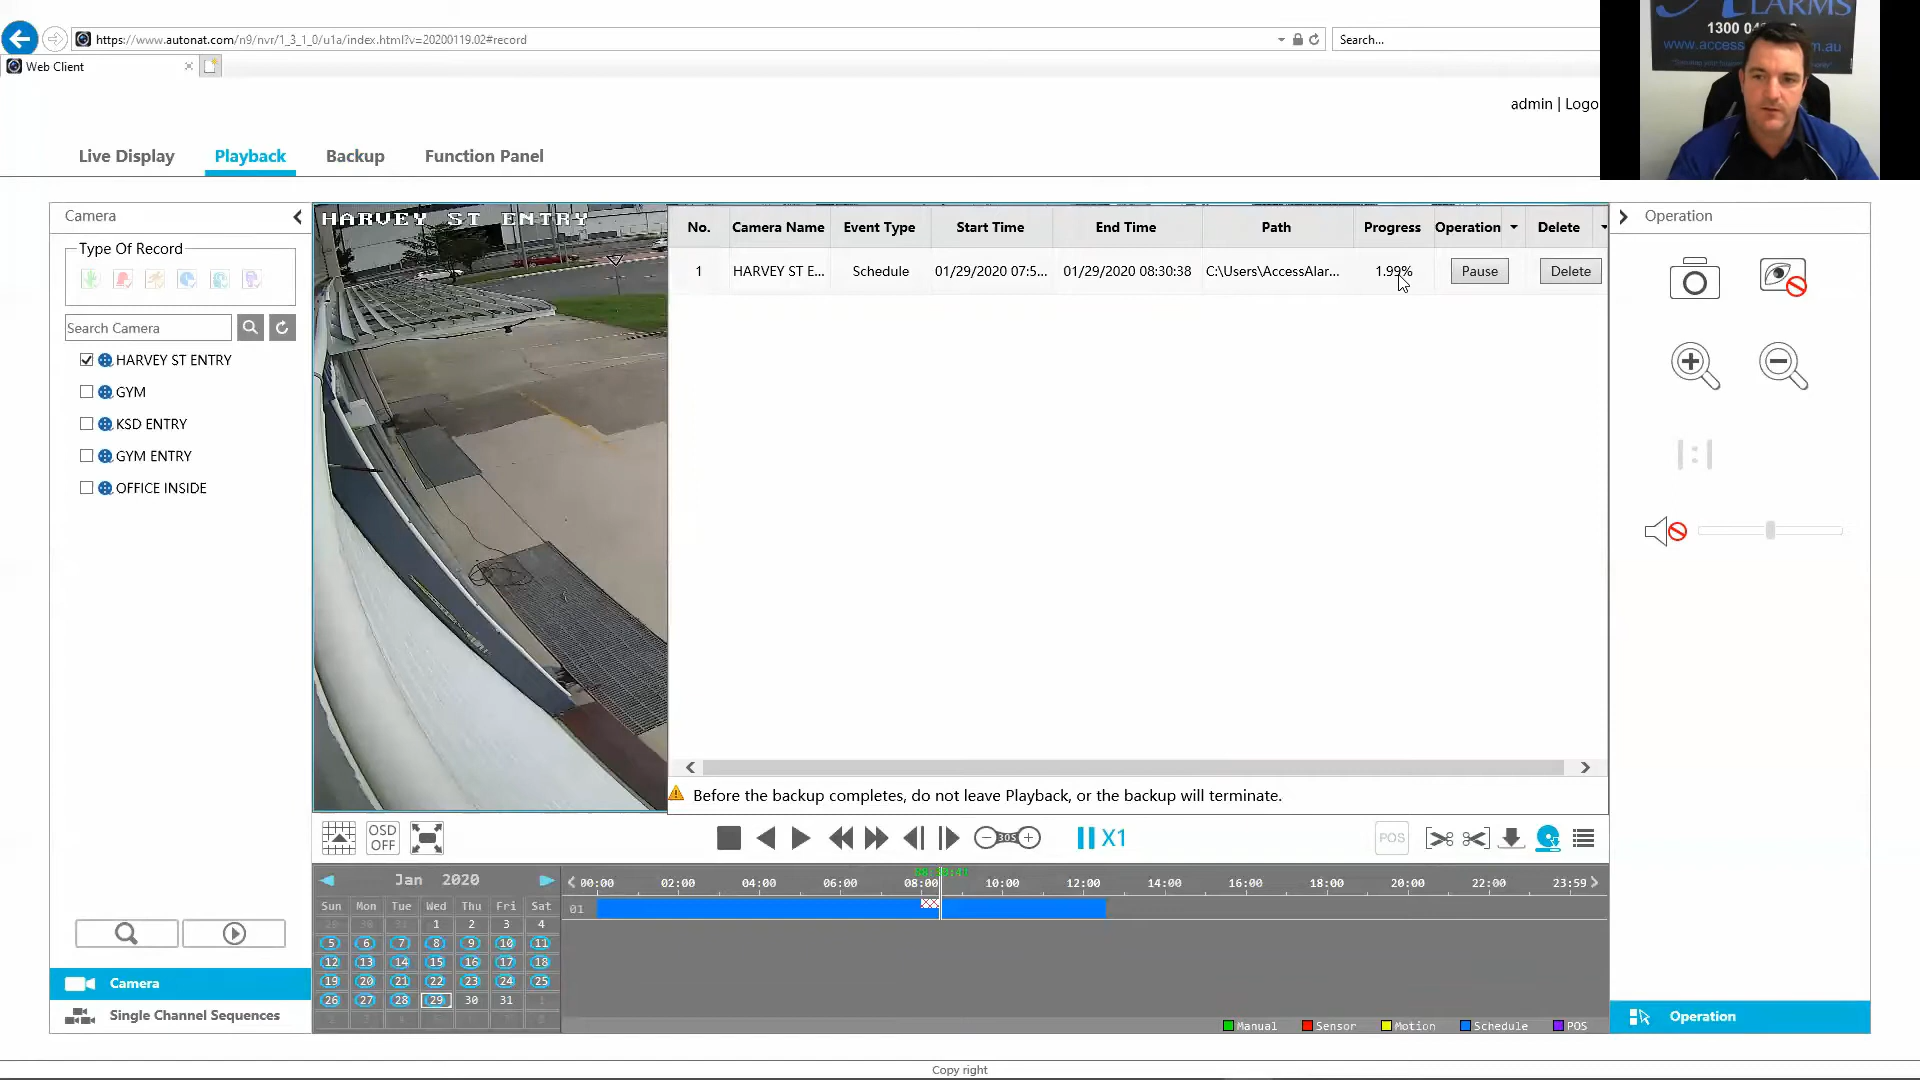 https://www.autonat.com/n9/nvr/1_3_1_0/u1a/index.html?v=20200119.02#record
Search...
Web Client
LARMS
1300 0
www.access
m.au
admin | Logo
Live Display
Playback
Backup
Function Panel
Camera
Type Of Record
Search Camera
HARVEY ST ENTRY
GYM
KSD ENTRY
GYM ENTRY
OFFICE INSIDE
Camera
Single Channel Sequences
HARVEY ST ENTRY
No. Camera Name Event Type Start Time End Time Path Progress Operation Delete
1 HARVEY ST E... Schedule 01/29/2020 07:5... 01/29/2020 08:30:38 C:\Users\AccessAlar... 1.99% Pause Delete
Before the backup completes, do not leave Playback, or the backup will terminate.
OSD OFF
30S
X1
POS
Jan 2020
Sun Mon Tue Wed Thu Fri Sat
1 2 3 4
5 6 7 8 9 10 11
12 13 14 15 16 17 18
19 20 21 22 23 24 25
26 27 28 29 30 31
00:00 02:00 04:00 06:00 08:00 10:00 12:00 14:00 16:00 18:00 20:00 22:00 23:59
01
Manual Sensor Motion Schedule POS
Operation
Operation
Copy right